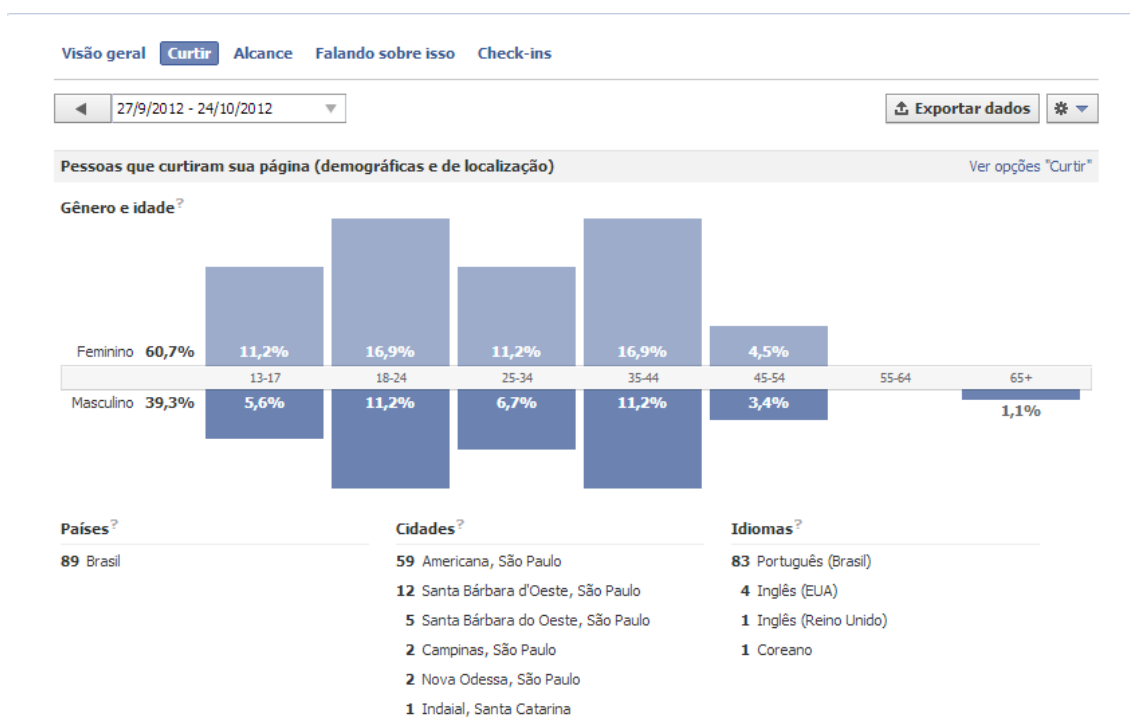 Visão geral Curtir Alcance Falando sobre isso Check-ins
27/9/2012 - 24/10/2012 Exportar dados
Pessoas que curtiram sua página (demográficas e de localização) Ver opções "Curtir"
Gênero e idade?
Feminino 60,7% 11,2% 16,9% 11,2% 16,9% 4,5%
13-17 18-24 25-34 35-44 45-54 55-64 65+
Masculino 39,3% 5,6% 11,2% 6,7% 11,2% 3,4% 1,1%
Países? Cidades? Idiomas?
89 Brasil 59 Americana, São Paulo 83 Português (Brasil)
12 Santa Bárbara d'Oeste, São Paulo 4 Inglês (EUA)
5 Santa Bárbara do Oeste, São Paulo 1 Inglês (Reino Unido)
2 Campinas, São Paulo 1 Coreano
2 Nova Odessa, São Paulo
1 Indaial, Santa Catarina